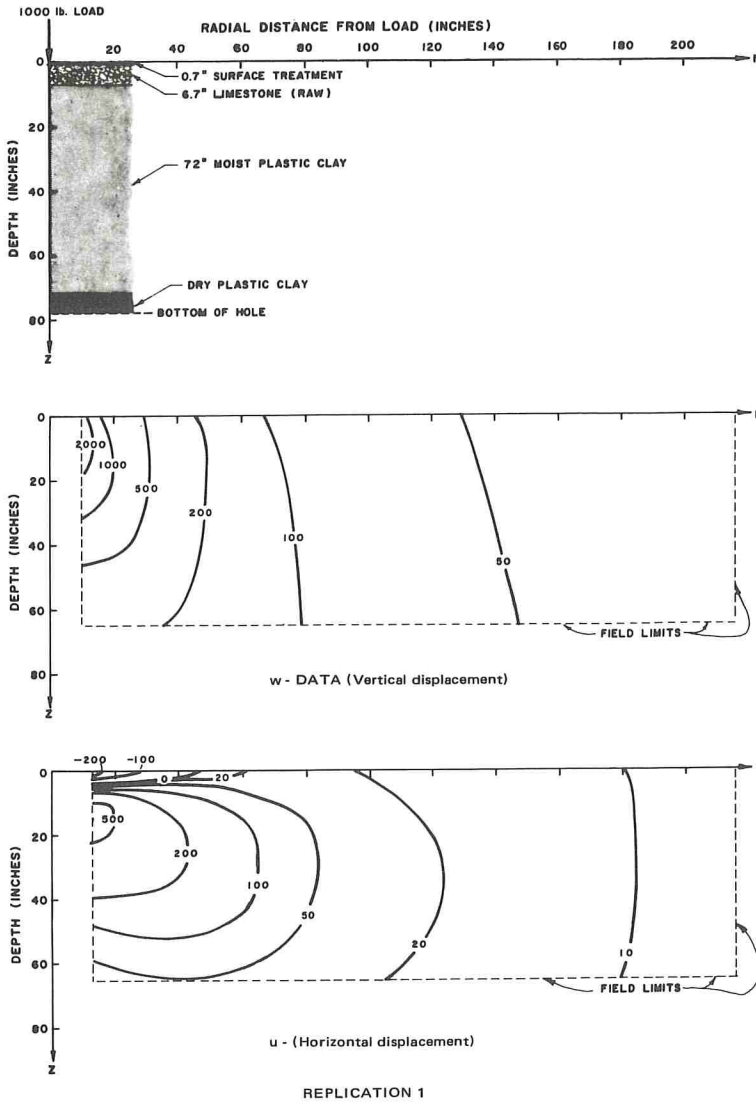 1000 lb. LOAD
RADIAL DISTANCE FROM LOAD (INCHES)
20 40 60 80 100 120 140 160 180 200
0
20
40
60
80
DEPTH (INCHES)
0.7" SURFACE TREATMENT
6.7" LIMESTONE (RAW)
72" MOIST PLASTIC CLAY
DRY PLASTIC CLAY
BOTTOM OF HOLE
Z
0
20
40
60
80
DEPTH (INCHES)
2000
1000
500
200
100
50
FIELD LIMITS
w - DATA (Vertical displacement)
Z
-200 -100
0 20
0
20
40
60
80
DEPTH (INCHES)
500
200
100
50
20
10
FIELD LIMITS
u - (Horizontal displacement)
Z
REPLICATION 1